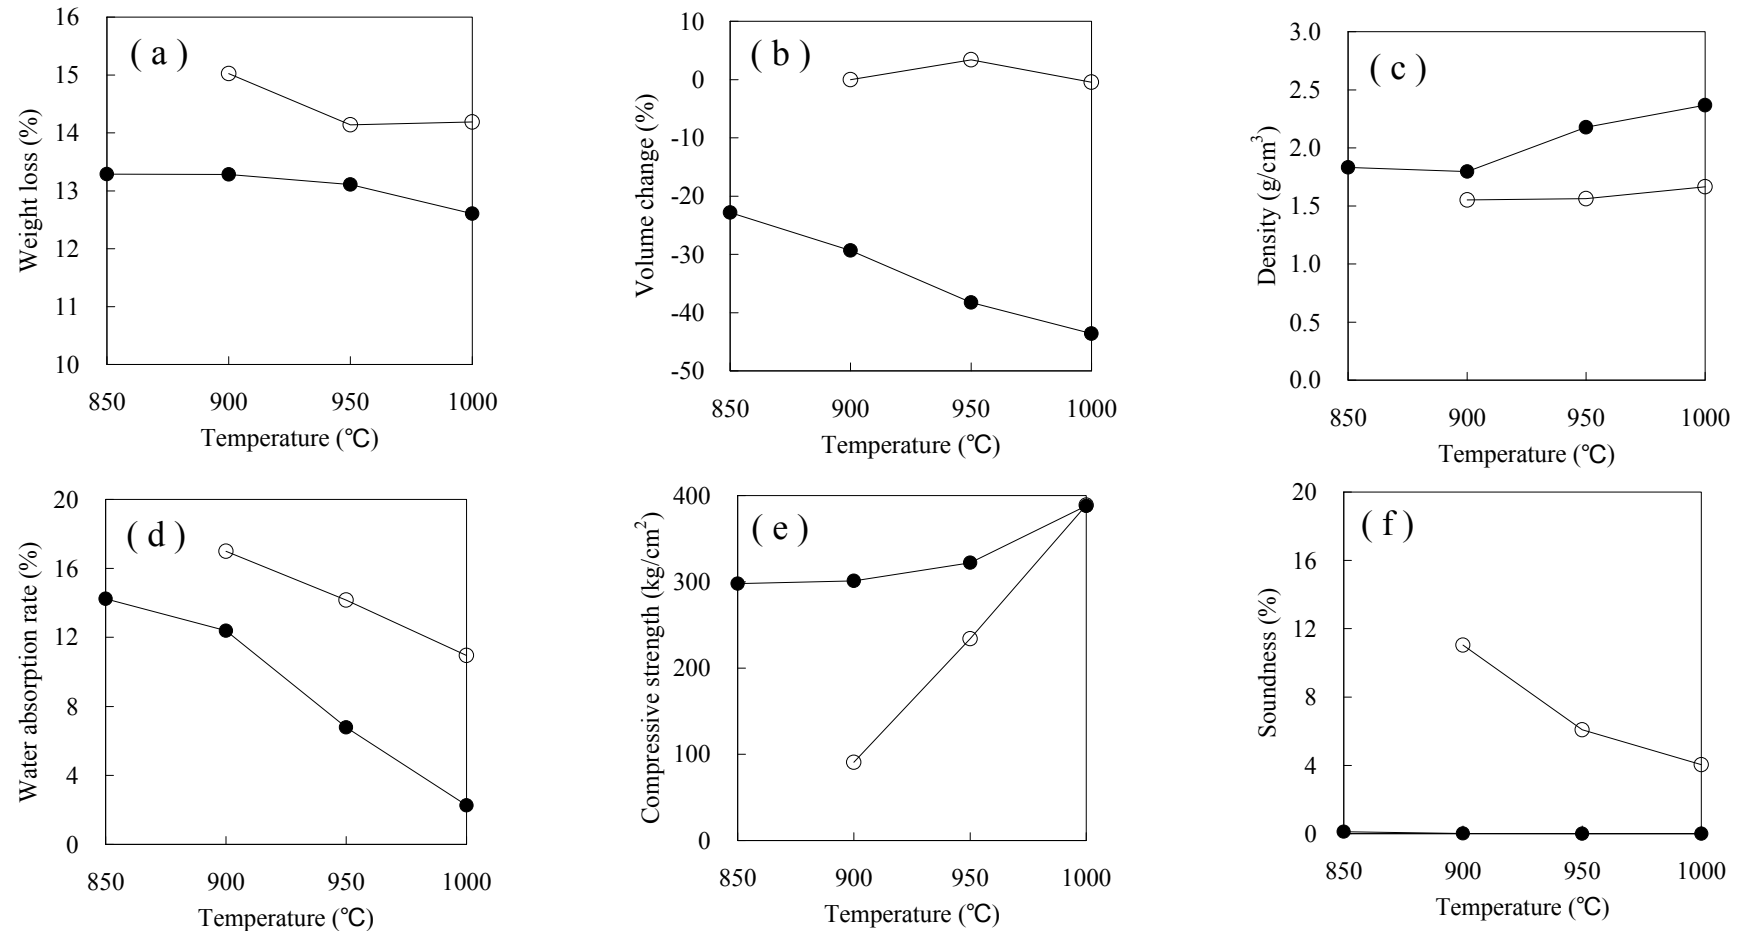 ( a )
Weight loss (%)
16
15
14
13
12
11
10
850 900 950 1000
Temperature (℃)
( b )
Volume change (%)
10
0
-10
-20
-30
-40
-50
850 900 950 1000
Temperature (℃)
( c )
Density (g/cm³)
3.0
2.5
2.0
1.5
1.0
0.5
0.0
850 900 950 1000
Temperature (℃)
( d )
Water absorption rate (%)
20
16
12
8
4
0
850 900 950 1000
Temperature (℃)
( e )
Compressive strength (kg/cm²)
400
300
200
100
0
850 900 950 1000
Temperature (℃)
( f )
Soundness (%)
20
16
12
8
4
0
850 900 950 1000
Temperature (℃)